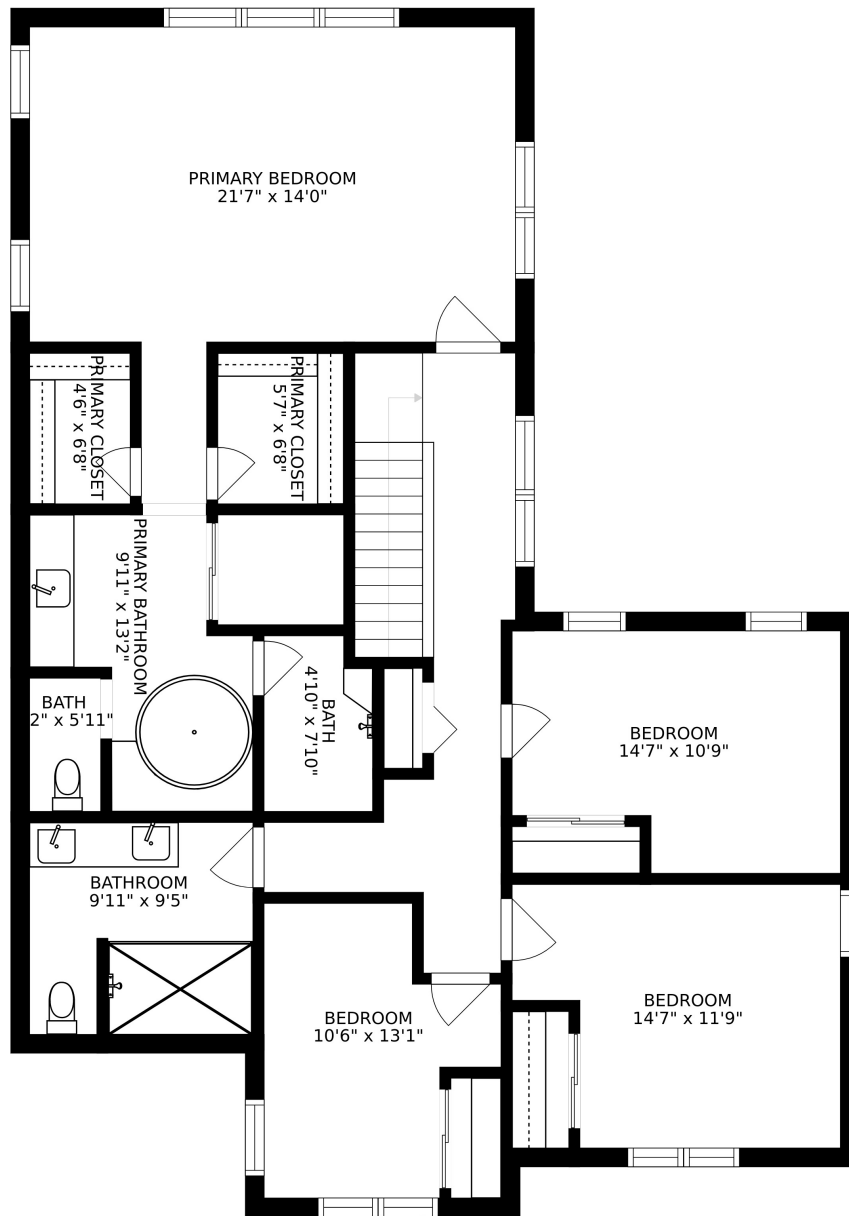 PRIMARY BEDROOM
21'7" x 14'0"
PRIMARY CLOSET
4'6" x 6'8"
PRIMARY CLOSET
5'7" x 6'8"
PRIMARY BATHROOM
9'11" x 13'2"
BATH
2" x 5'11"
BATH
4'10" x 7'10"
BEDROOM
14'7" x 10'9"
BATHROOM
9'11" x 9'5"
BEDROOM
10'6" x 13'1"
BEDROOM
14'7" x 11'9"